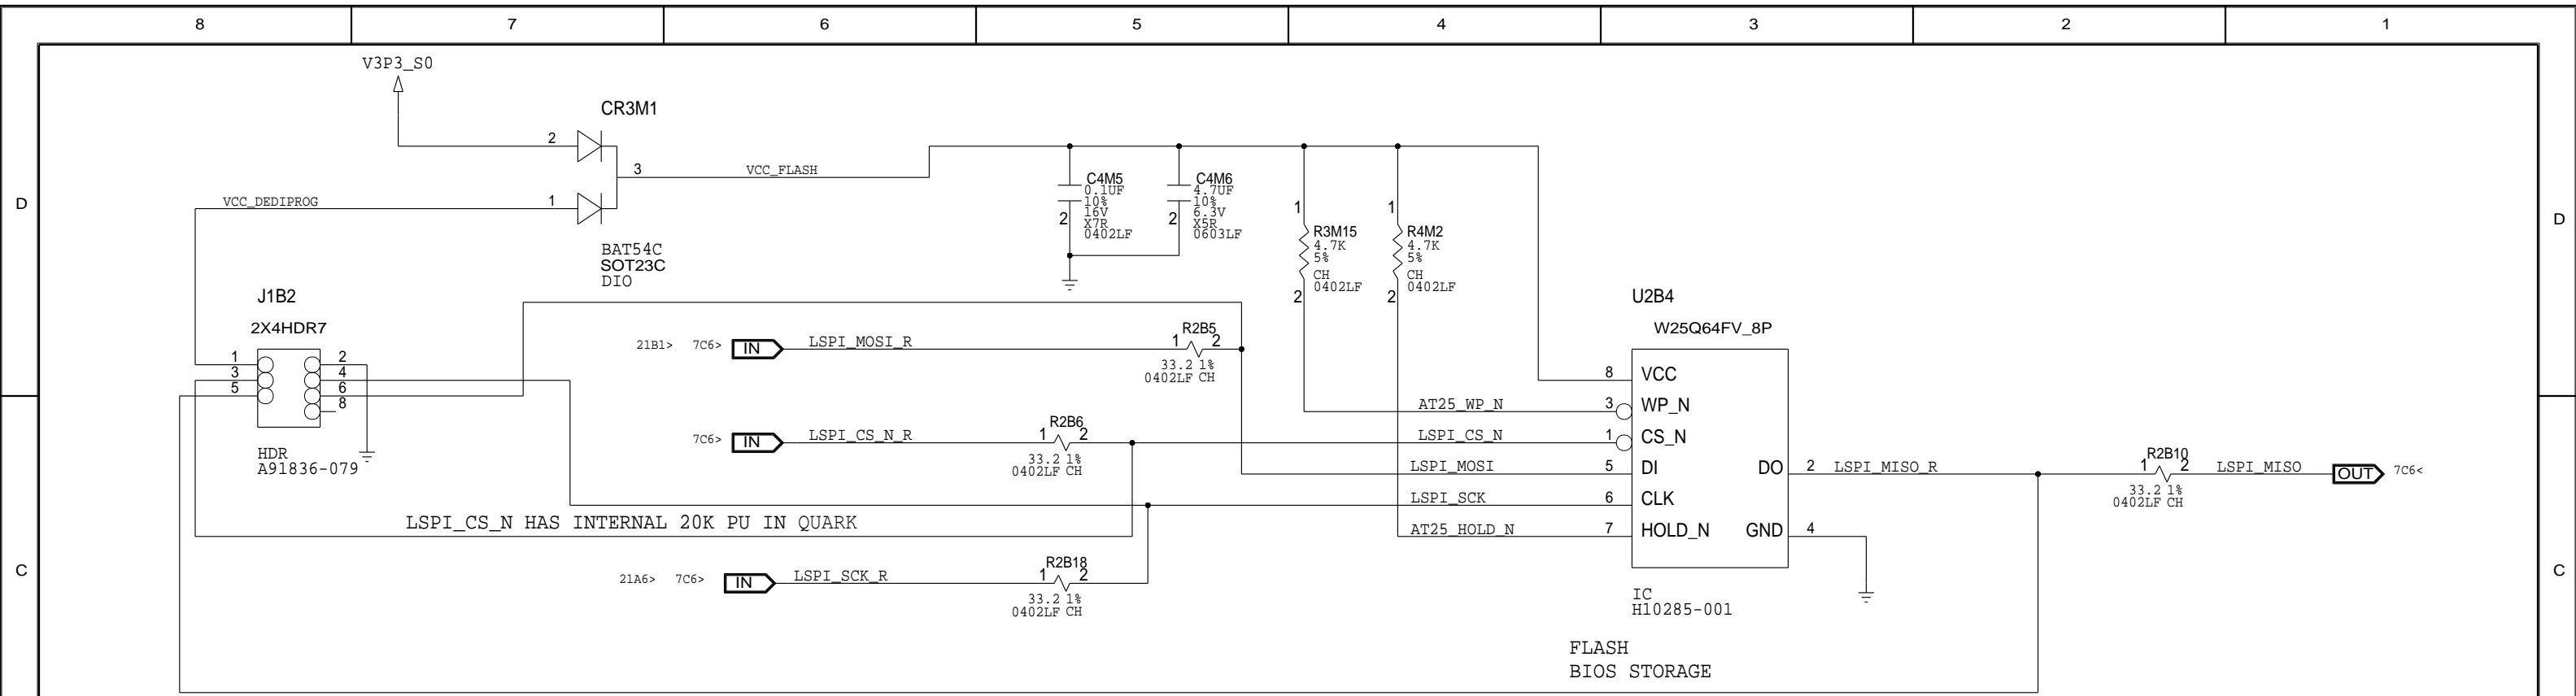 8 7 6 5 4 3 2 1
V3P3_S0
CR3M1
2
3
VCC_FLASH
VCC_DEDIPROG
1
BAT54C
SOT23C
DIO
C4M5
0.1UF
10%
16V
X7R
0402LF
2
C4M6
4.7UF
10%
6.3V
X5R
0603LF
2
D
D
1
R3M15
4.7K
5%
CH
0402LF
2
1
R4M2
4.7K
5%
CH
0402LF
2
J1B2
2X4HDR7
1 2
3 4
5 6
8
HDR
A91836-079
21B1> 7C6> IN LSPI_MOSI_R
R2B5
1 2
33.2 1%
0402LF CH
7C6> IN LSPI_CS_N_R
R2B6
1 2
33.2 1%
0402LF CH
LSPI_CS_N HAS INTERNAL 20K PU IN QUARK
21A6> 7C6> IN LSPI_SCK_R
R2B18
1 2
33.2 1%
0402LF CH
U2B4
W25Q64FV_8P
8 VCC
AT25_WP_N 3 WP_N
LSPI_CS_N 1 CS_N
LSPI_MOSI 5 DI DO 2 LSPI_MISO_R
LSPI_SCK 6 CLK
AT25_HOLD_N 7 HOLD_N GND 4
IC
H10285-001
R2B10
1 2
33.2 1%
0402LF CH
LSPI_MISO OUT 7C6<
C
C
FLASH
BIOS STORAGE